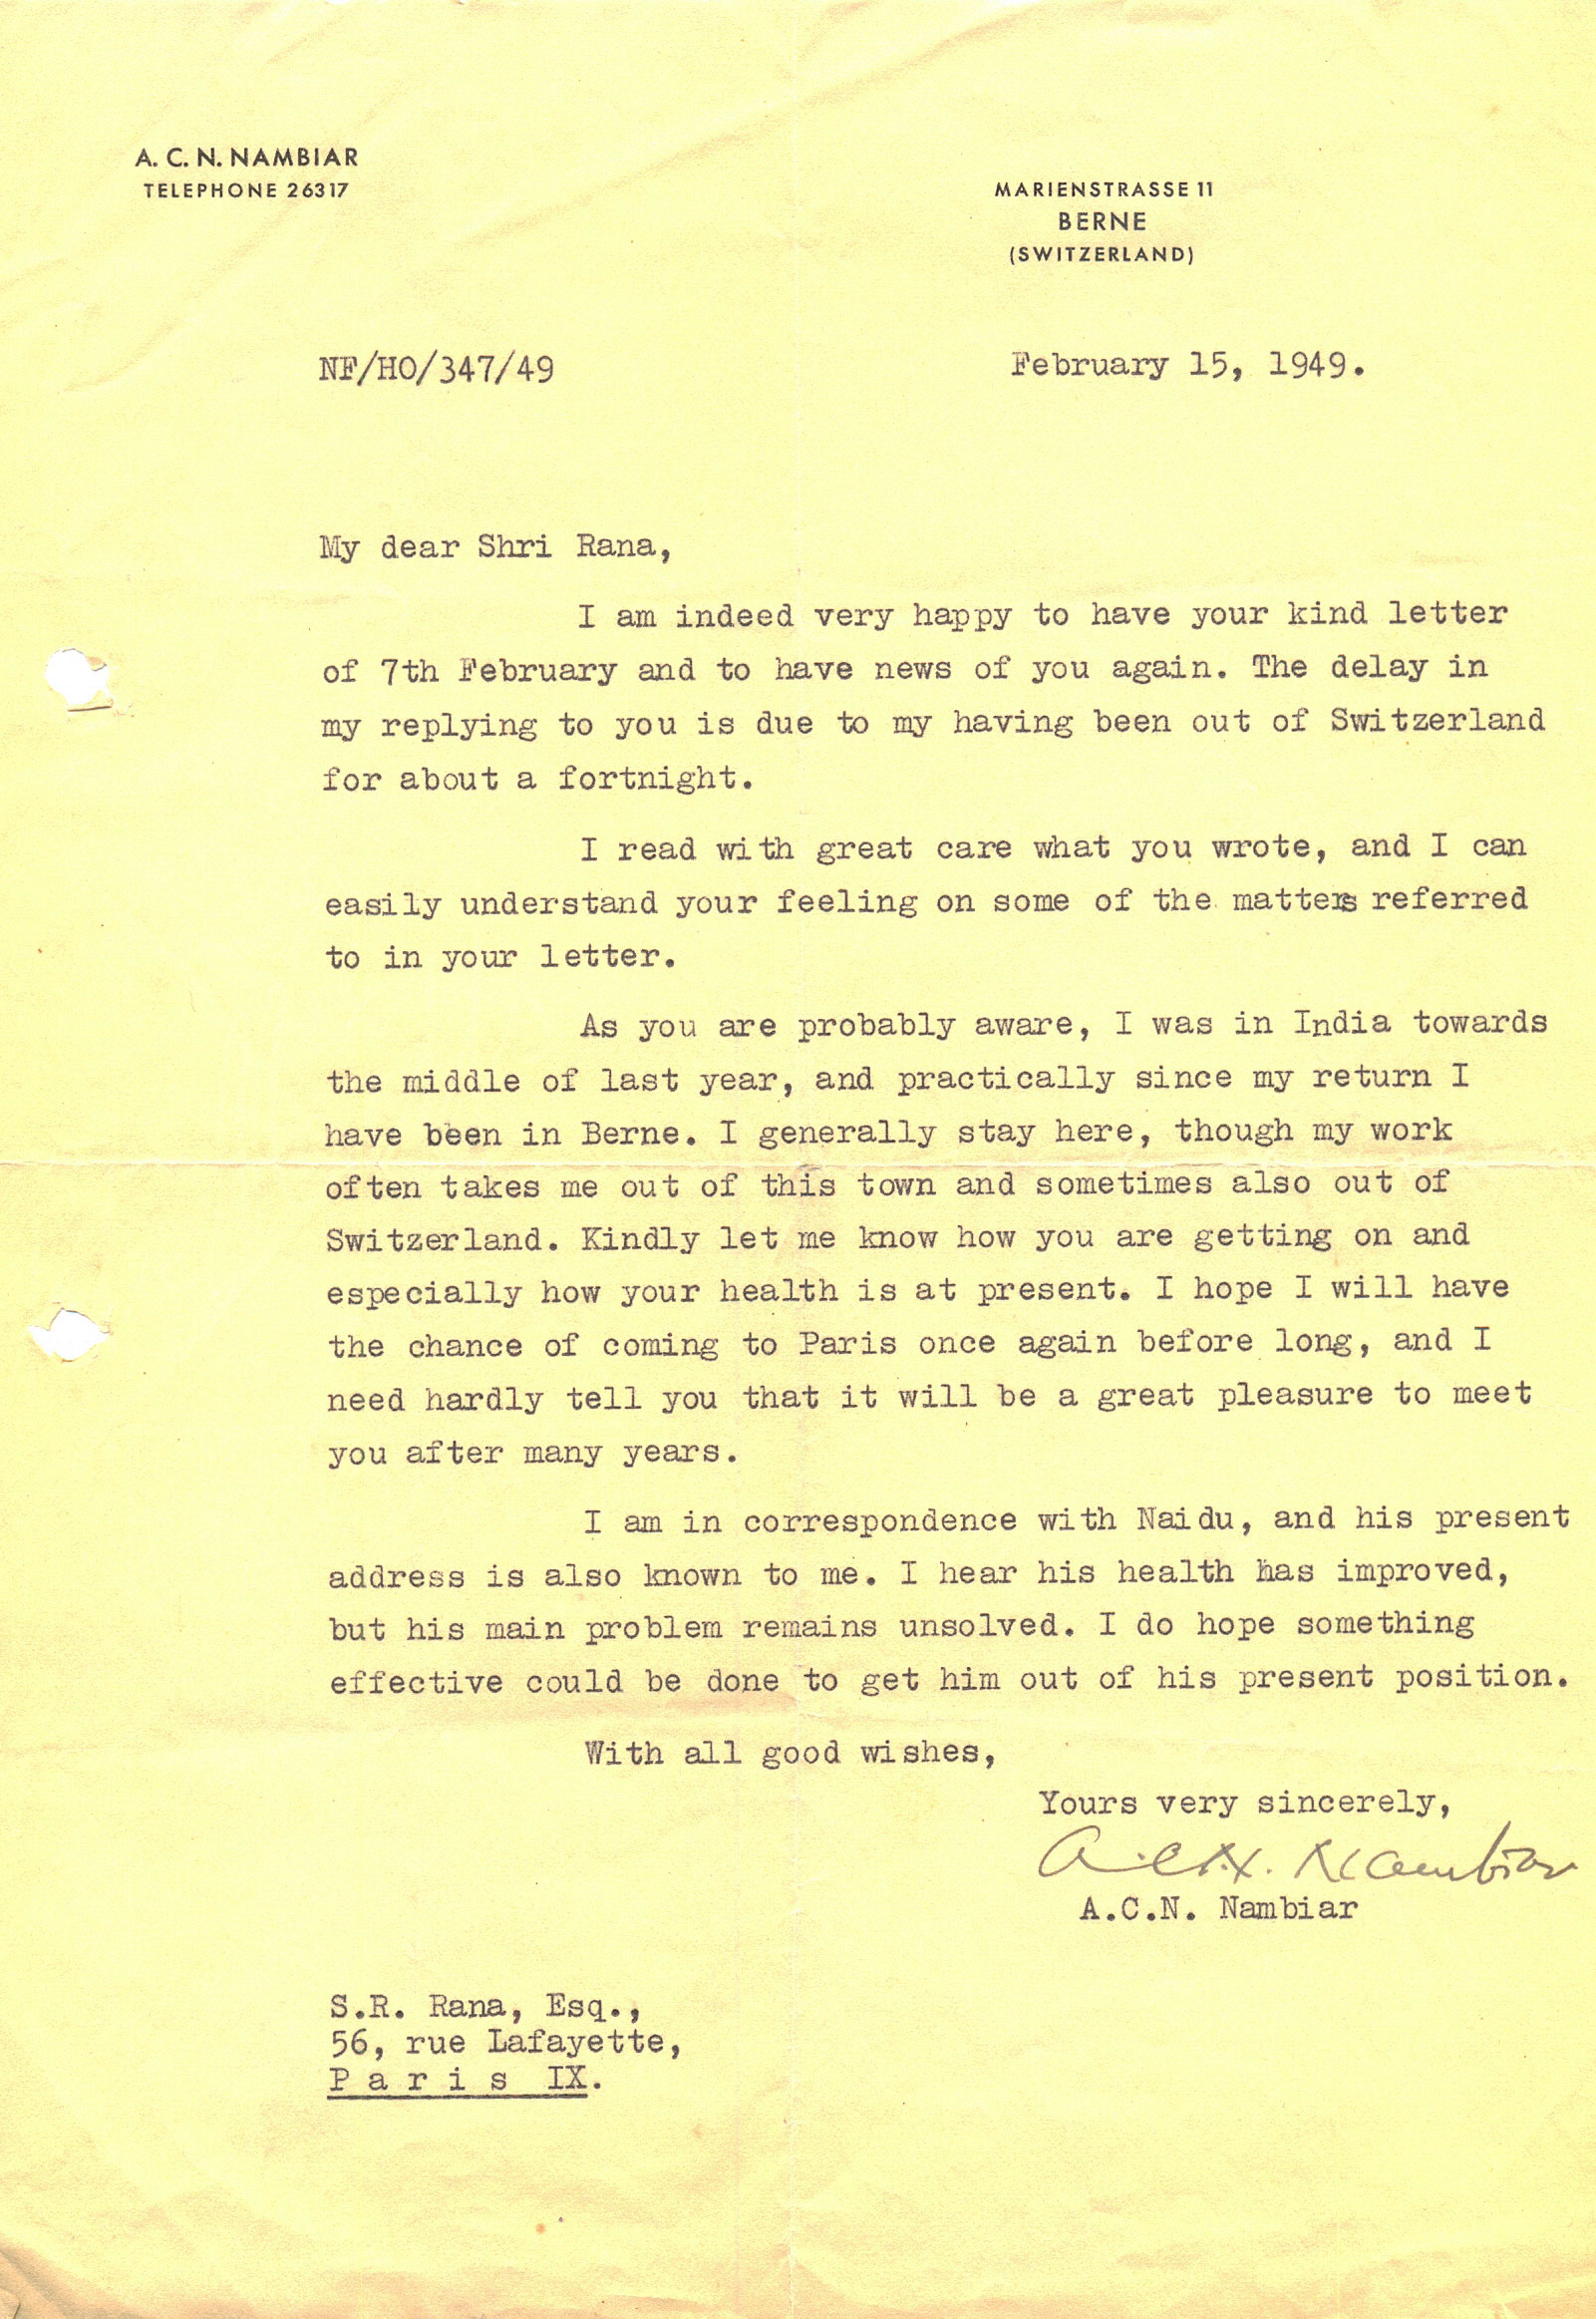 A. C. N. NAMBIAR
TELEPHONE 26317
MARIENSTRASSE 11
BERNE
(SWITZERLAND)
NF/HO/347/49
February 15, 1949.
My dear Shri Rana,
I am indeed very happy to have your kind letter
of 7th February and to have news of you again. The delay in
my replying to you is due to my having been out of Switzerland
for about a fortnight.
I read with great care what you wrote, and I can
easily understand your feeling on some of the matters referred
to in your letter.
As you are probably aware, I was in India towards
the middle of last year, and practically since my return I
have been in Berne. I generally stay here, though my work
often takes me out of this town and sometimes also out of
Switzerland. Kindly let me know how you are getting on and
especially how your health is at present. I hope I will have
the chance of coming to Paris once again before long, and I
need hardly tell you that it will be a great pleasure to meet
you after many years.
I am in correspondence with Naidu, and his present
address is also known to me. I hear his health has improved,
but his main problem remains unsolved. I do hope something
effective could be done to get him out of his present position.
With all good wishes,
Yours very sincerely,
A.C.N. Nambiar
A.C.N. Nambiar
S.R. Rana, Esq.,
56, rue Lafayette,
P a r i s IX.